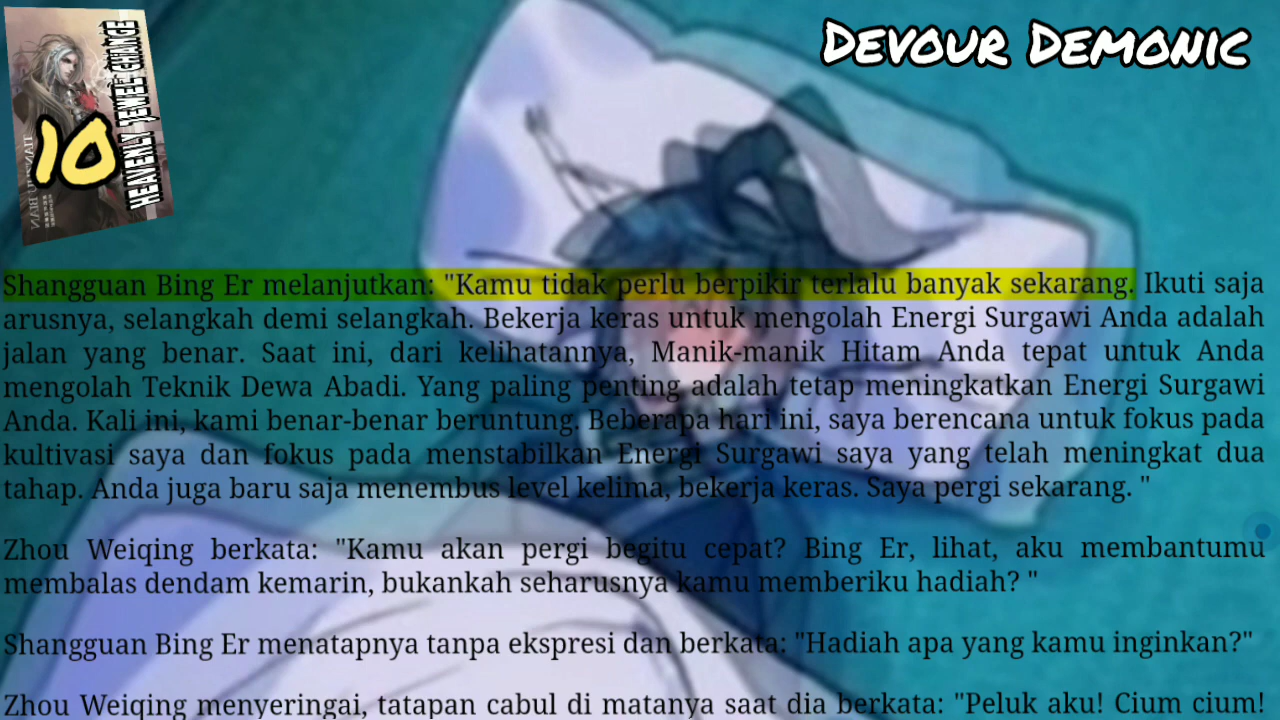 DEVOUR DEMONIC
HEAVENLY JEWEL CHANGE
10
Shangguan Bing Er melanjutkan: "Kamu tidak perlu berpikir terlalu banyak sekarang. Ikuti saja
arusnya, selangkah demi selangkah. Bekerja keras untuk mengolah Energi Surgawi Anda adalah
jalan yang benar. Saat ini, dari kelihatannya, Manik-manik Hitam Anda tepat untuk Anda
mengolah Teknik Dewa Abadi. Yang paling penting adalah tetap meningkatkan Energi Surgawi
Anda. Kali ini, kami benar-benar beruntung. Beberapa hari ini, saya berencana untuk fokus pada
kultivasi saya dan fokus pada menstabilkan Energi Surgawi saya yang telah meningkat dua
tahap. Anda juga baru saja menembus level kelima, bekerja keras. Saya pergi sekarang. "
Zhou Weiqing berkata: "Kamu akan pergi begitu cepat? Bing Er, lihat, aku membantumu
membalas dendam kemarin, bukankah seharusnya kamu memberiku hadiah? "
Shangguan Bing Er menatapnya tanpa ekspresi dan berkata: "Hadiah apa yang kamu inginkan?"
Zhou Weiqing menyeringai, tatapan cabul di matanya saat dia berkata: "Peluk aku! Cium cium!